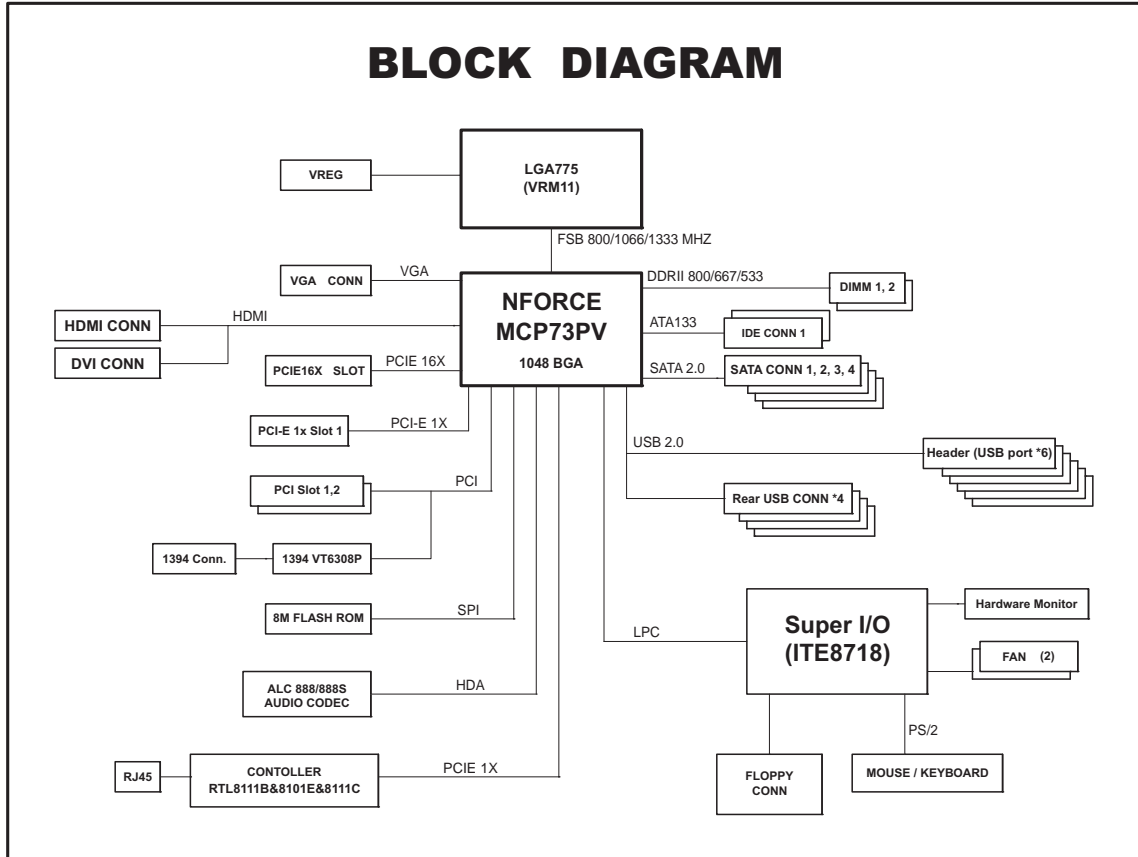 BLOCK DIAGRAM
VREG
LGA775
(VRM11)
FSB 800/1066/1333 MHZ
VGA CONN
VGA
NFORCE
MCP73PV
1048 BGA
DDRII 800/667/533
DIMM 1, 2
HDMI CONN
HDMI
DVI CONN
ATA133
IDE CONN 1
PCIE16X SLOT
PCIE 16X
SATA 2.0
SATA CONN 1, 2, 3, 4
PCI-E 1x Slot 1
PCI-E 1X
USB 2.0
Header (USB port *6)
PCI Slot 1,2
PCI
Rear USB CONN *4
1394 Conn.
1394 VT6308P
8M FLASH ROM
SPI
LPC
Super I/O
(ITE8718)
Hardware Monitor
FAN (2)
ALC 888/888S
AUDIO CODEC
HDA
PS/2
RJ45
CONTOLLER
RTL8111B&8101E&8111C
PCIE 1X
FLOPPY
CONN
MOUSE / KEYBOARD